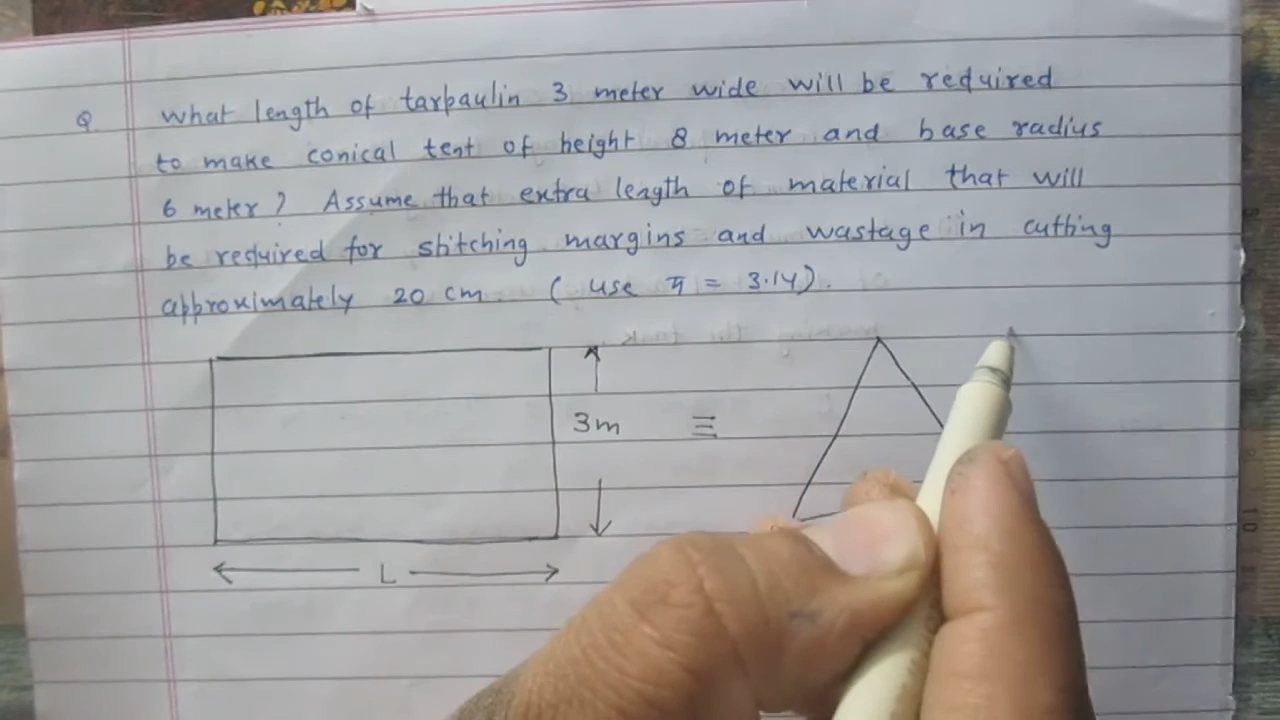 Q. What length of tarpaulin 3 meter wide will be required
to make conical tent of height 8 meter and base radius
6 meter? Assume that extra length of material that will
be required for stitching margins and wastage in cutting
approximately 20 cm. (use π = 3.14).
3m ≡
L